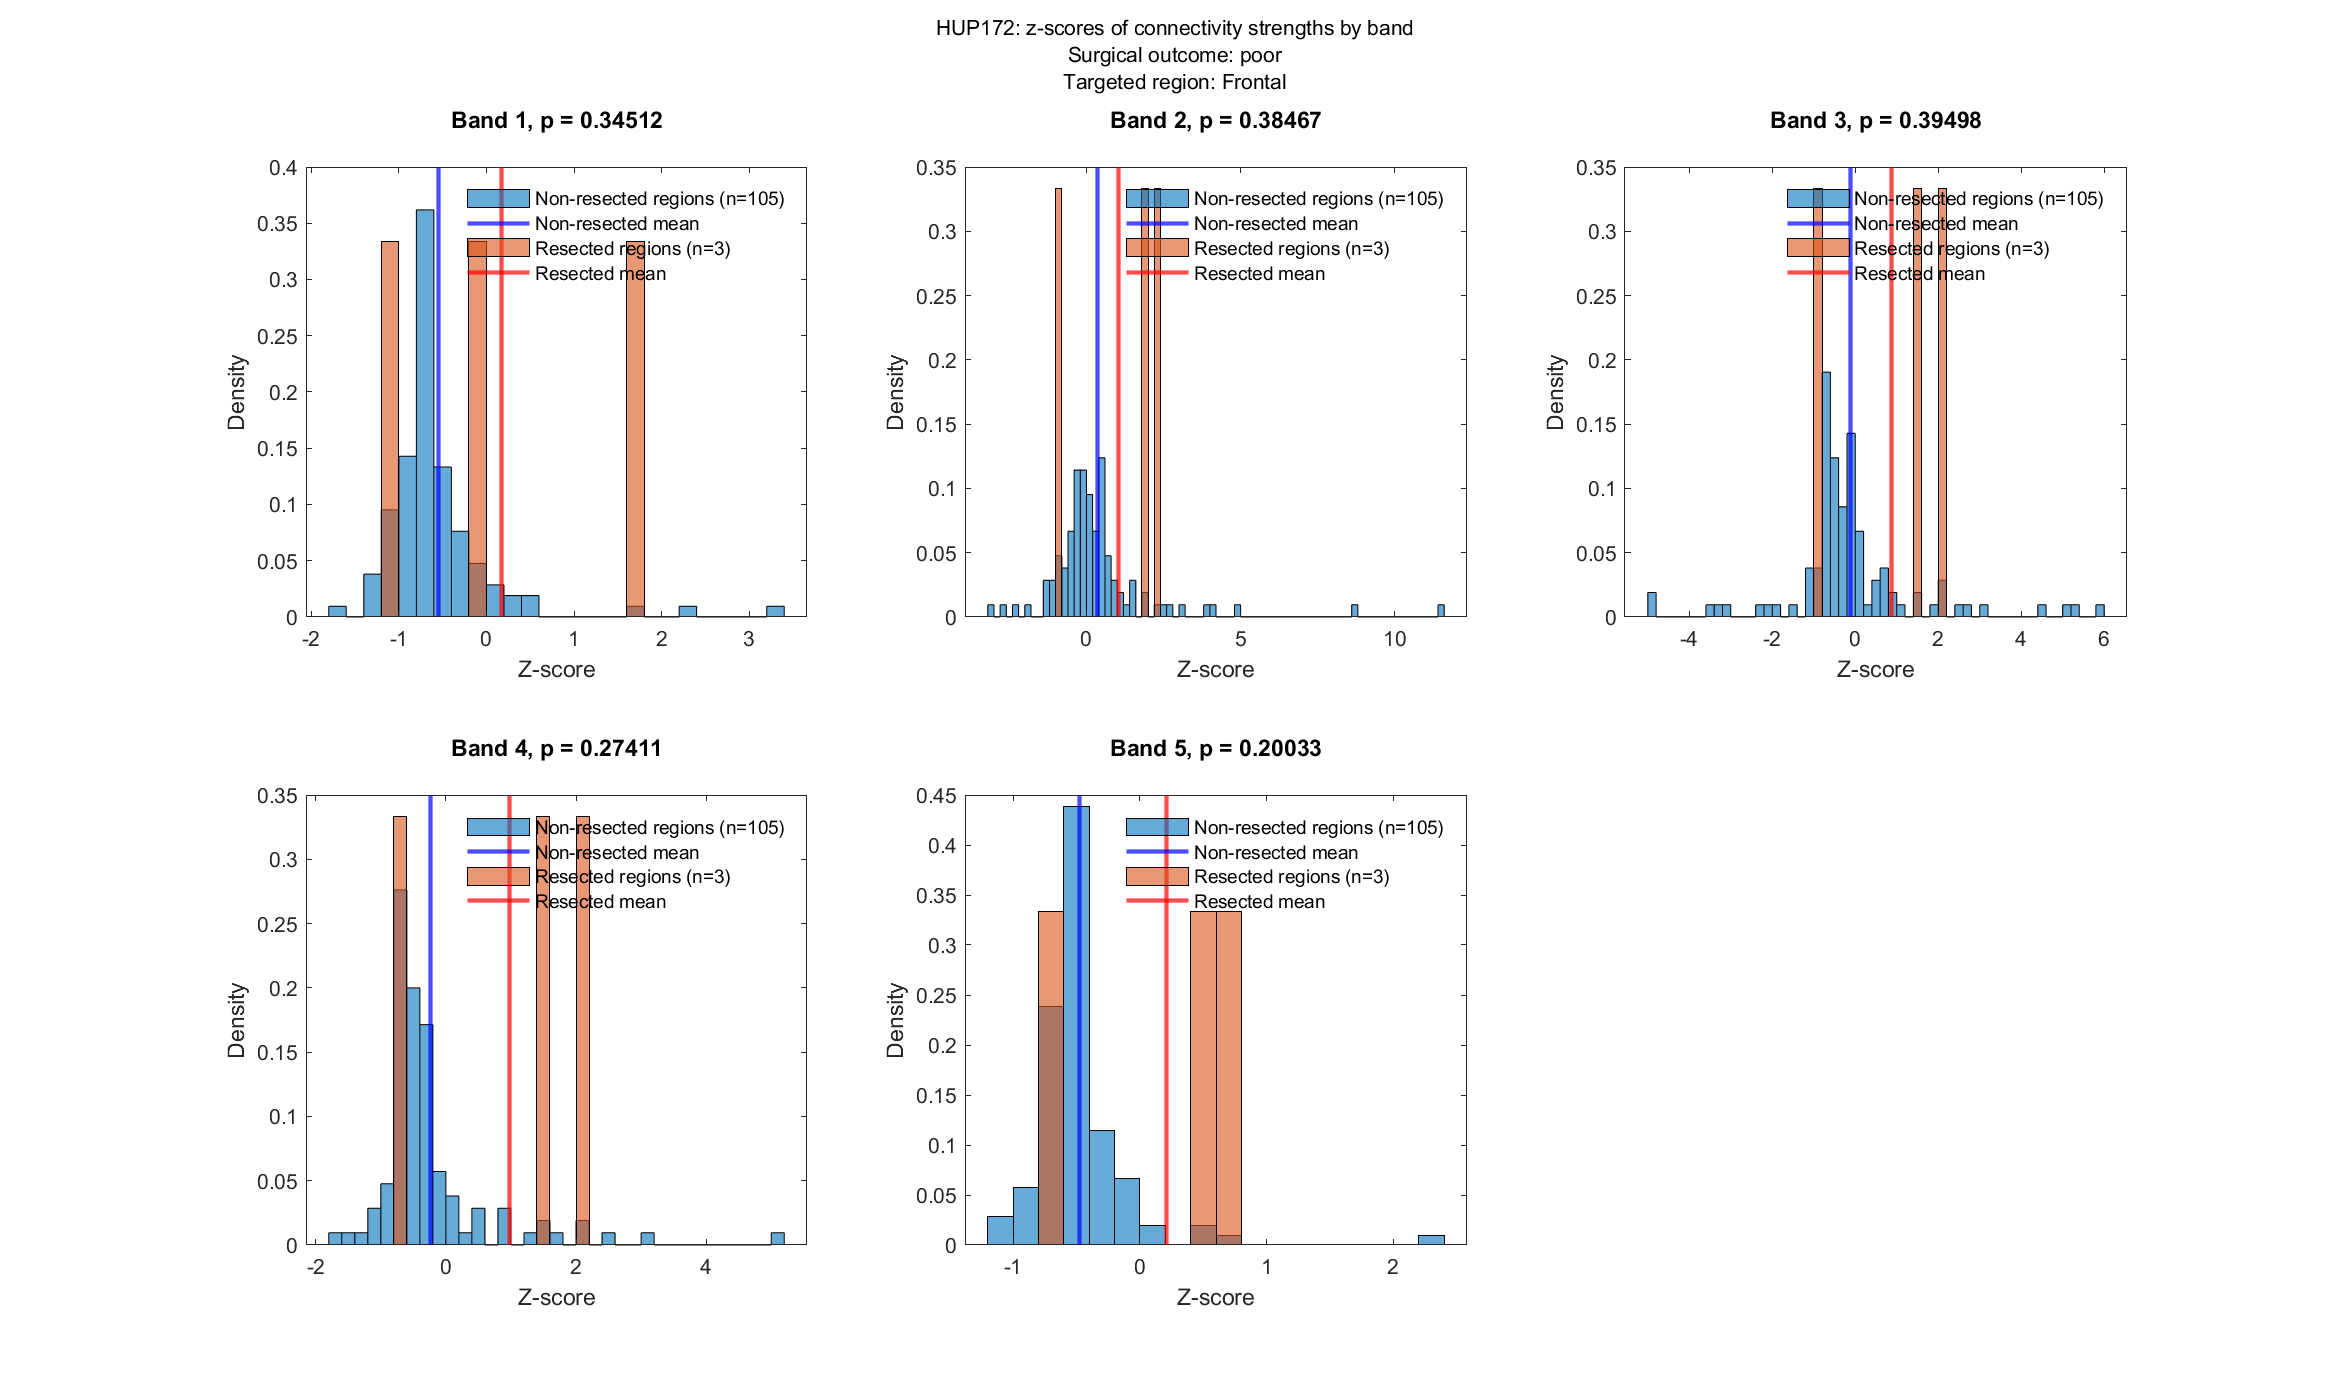 HUP172: z-scores of connectivity strengths by band
Surgical outcome: poor
Targeted region: Frontal
Band 1, p = 0.34512
0.4
0.35
0.3
0.25
0.2
0.15
0.1
0.05
0
Density
-2 -1 0 1 2 3
Z-score
Non-resected regions (n=105)
Non-resected mean
Resected regions (n=3)
Resected mean
Band 2, p = 0.38467
0.35
0.3
0.25
0.2
0.15
0.1
0.05
0
Density
0 5 10
Z-score
Non-resected regions (n=105)
Non-resected mean
Resected regions (n=3)
Resected mean
Band 3, p = 0.39498
0.35
0.3
0.25
0.2
0.15
0.1
0.05
0
Density
-4 -2 0 2 4 6
Z-score
Non-resected regions (n=105)
Non-resected mean
Resected regions (n=3)
Resected mean
Band 4, p = 0.27411
0.35
0.3
0.25
0.2
0.15
0.1
0.05
0
Density
-2 0 2 4
Z-score
Non-resected regions (n=105)
Non-resected mean
Resected regions (n=3)
Resected mean
Band 5, p = 0.20033
0.45
0.4
0.35
0.3
0.25
0.2
0.15
0.1
0.05
0
Density
-1 0 1 2
Z-score
Non-resected regions (n=105)
Non-resected mean
Resected regions (n=3)
Resected mean